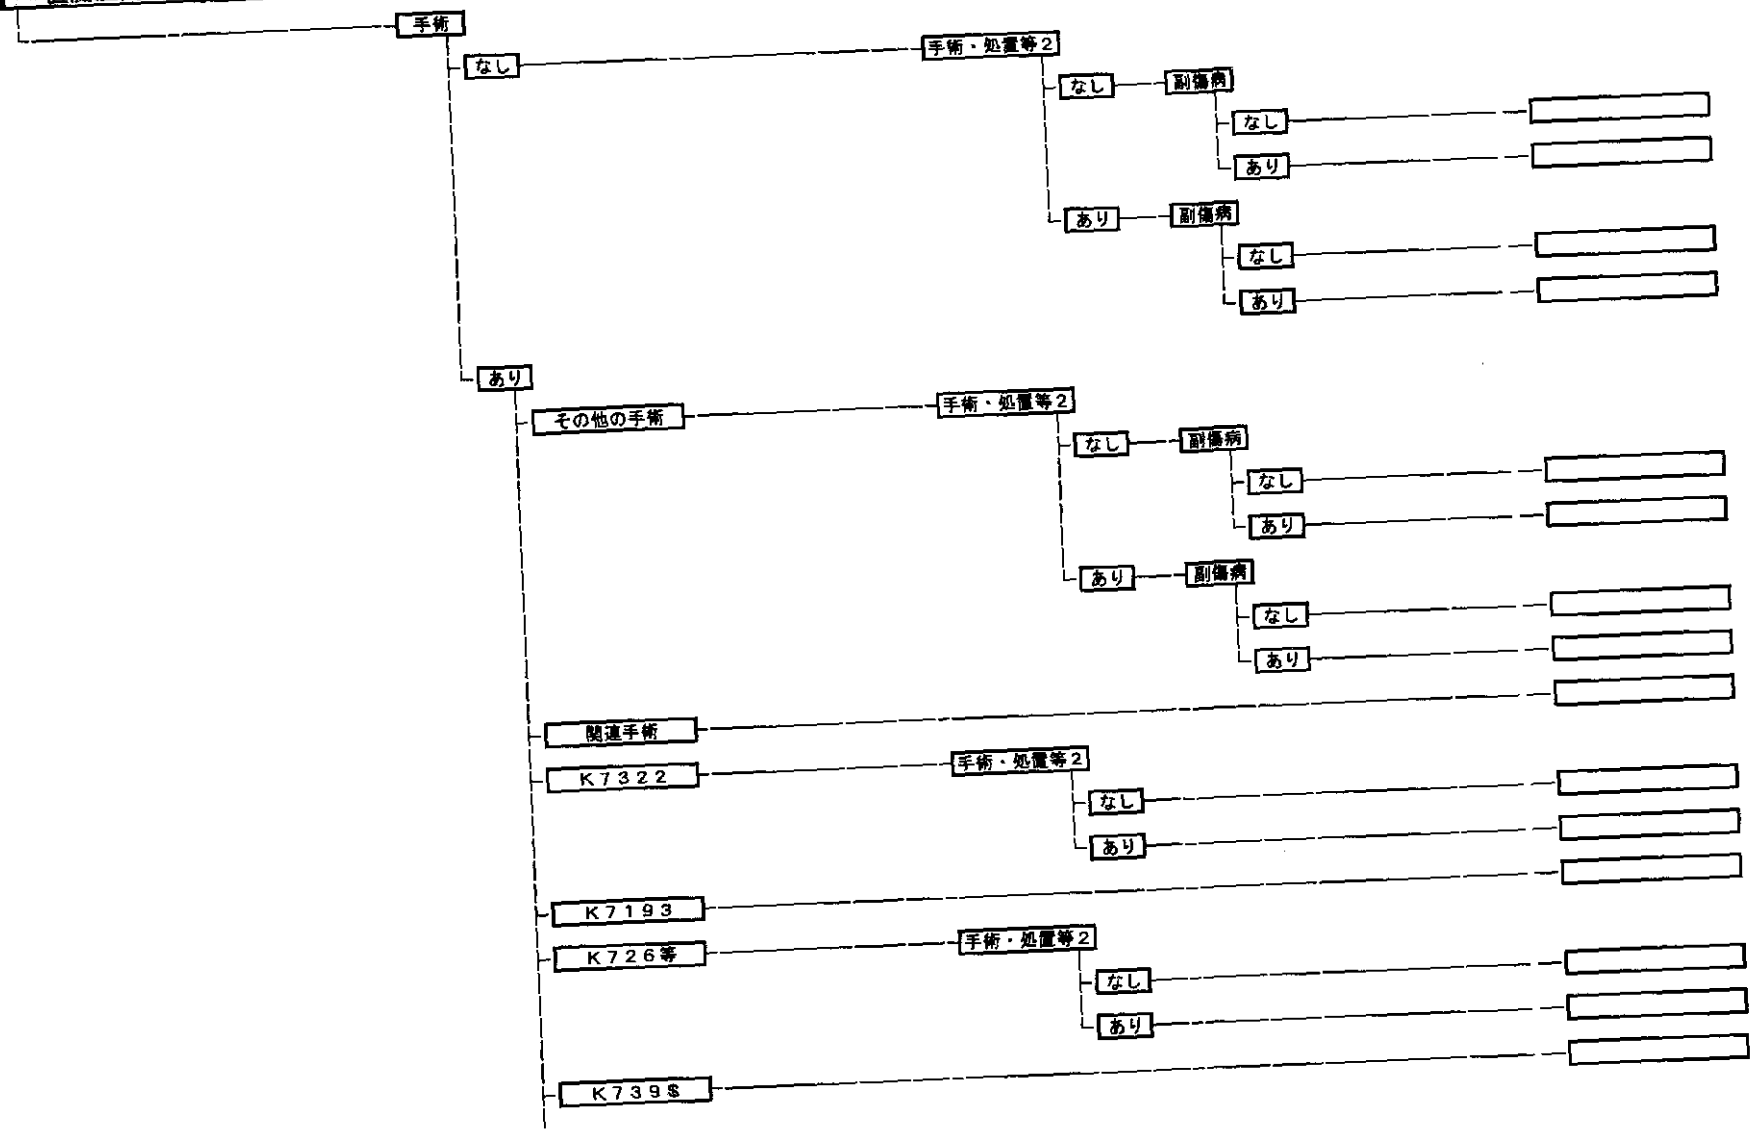 手術
なし
手術・処置等2
なし
副傷病
なし
あり
あり
副傷病
なし
あり
あり
その他の手術
手術・処置等2
なし
副傷病
なし
あり
あり
副傷病
なし
あり
関連手術
K7322
手術・処置等2
なし
あり
K7193
K726等
手術・処置等2
なし
あり
K739$